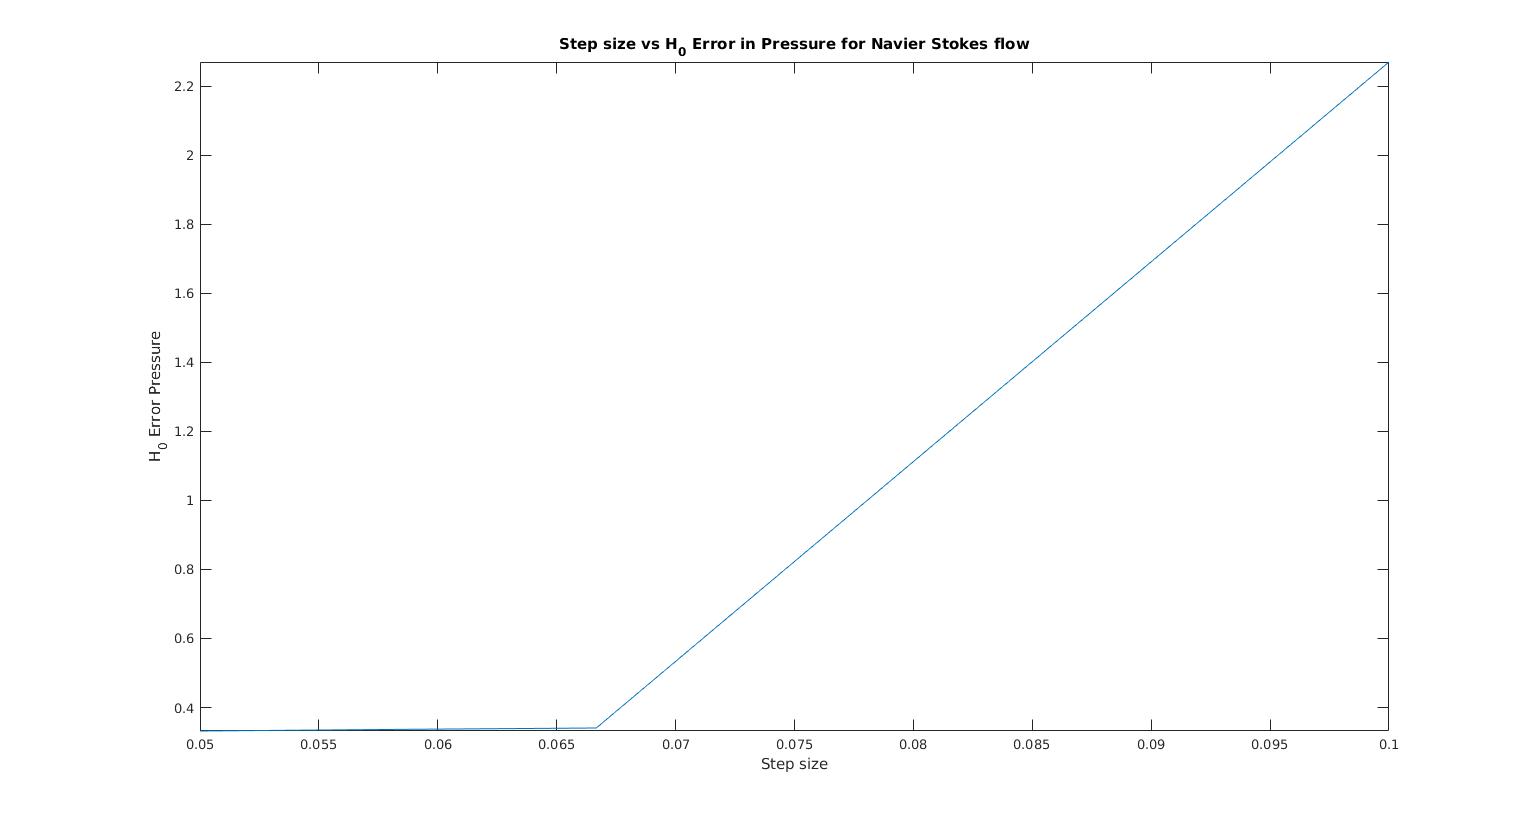 Step size vs H0 Error in Pressure for Navier Stokes flow
2.2
2
1.8
1.6
1.4
1.2
1
0.8
0.6
0.4
H0 Error Pressure
0.05 0.055 0.06 0.065 0.07 0.075 0.08 0.085 0.09 0.095 0.1
Step size